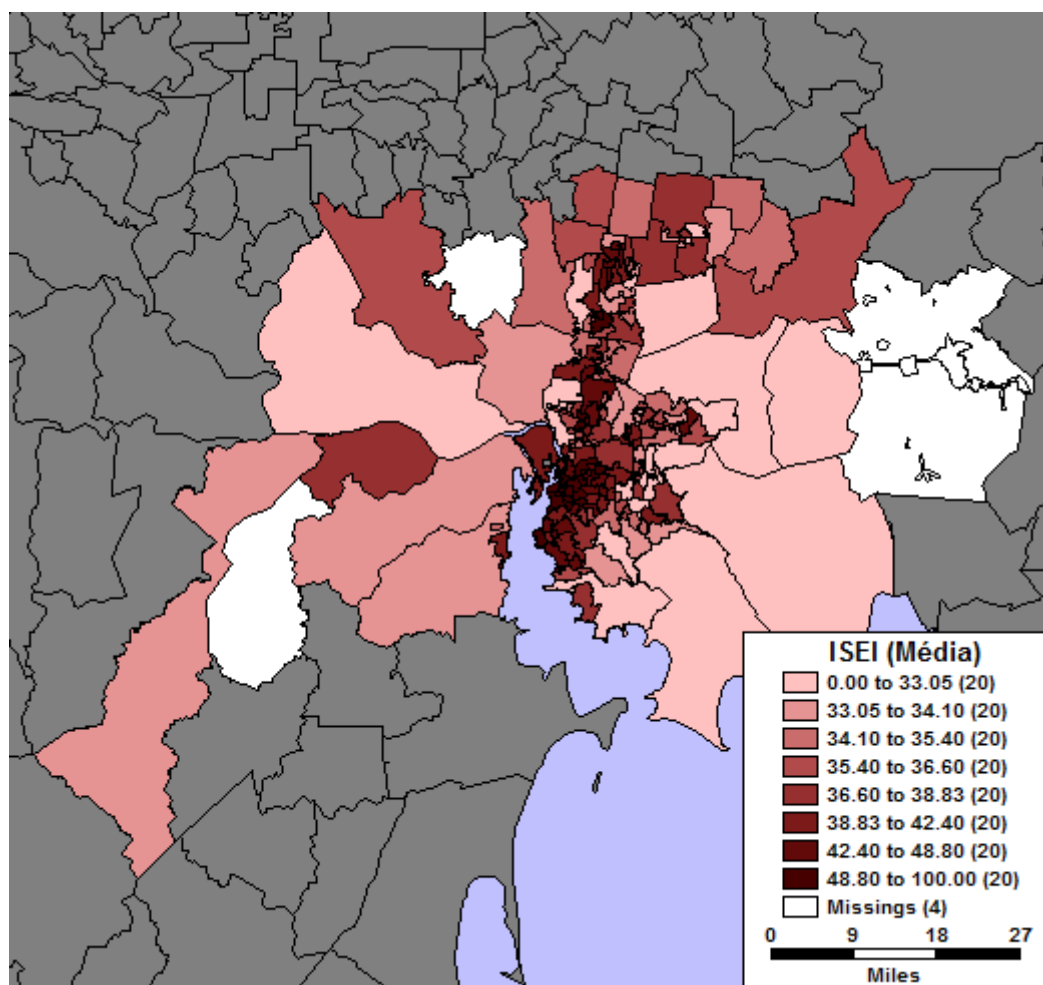 ISEI (Média)
0.00 to 33.05 (20)
33.05 to 34.10 (20)
34.10 to 35.40 (20)
35.40 to 36.60 (20)
36.60 to 38.83 (20)
38.83 to 42.40 (20)
42.40 to 48.80 (20)
48.80 to 100.00 (20)
Missings (4)
0 9 18 27
Miles